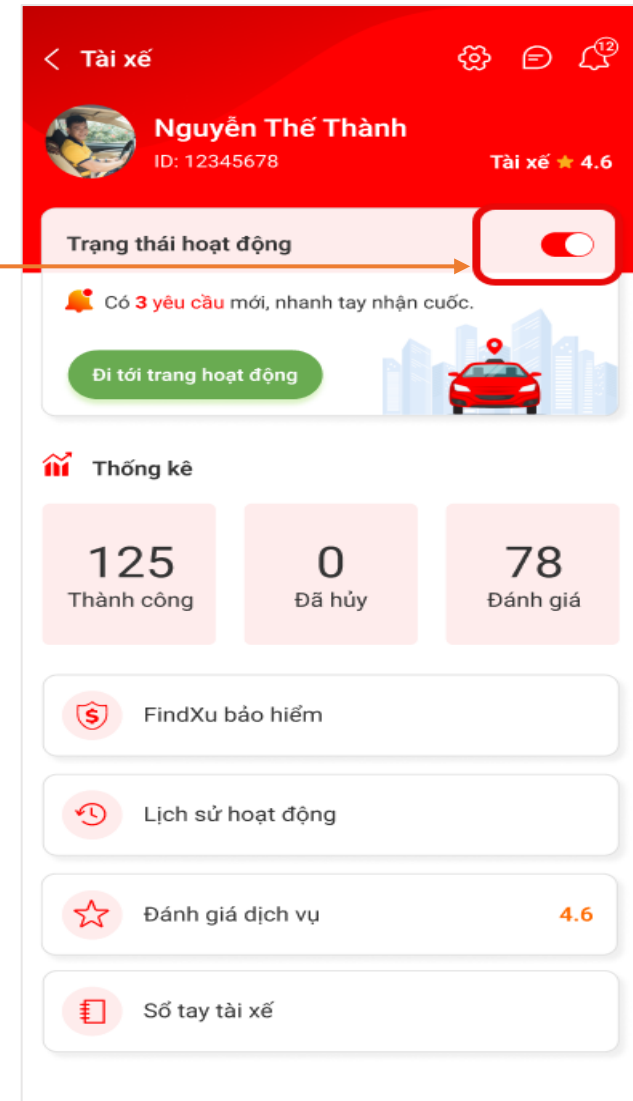 Tài xế
12
Nguyễn Thế Thành
ID: 12345678
Tài xế ★ 4.6
Trạng thái hoạt động
Có 3 yêu cầu mới, nhanh tay nhận cuốc.
Đi tới trang hoạt động
Thống kê
125
Thành công
0
Đã hủy
78
Đánh giá
FindXu bảo hiểm
Lịch sử hoạt động
Đánh giá dịch vụ
4.6
Sổ tay tài xế